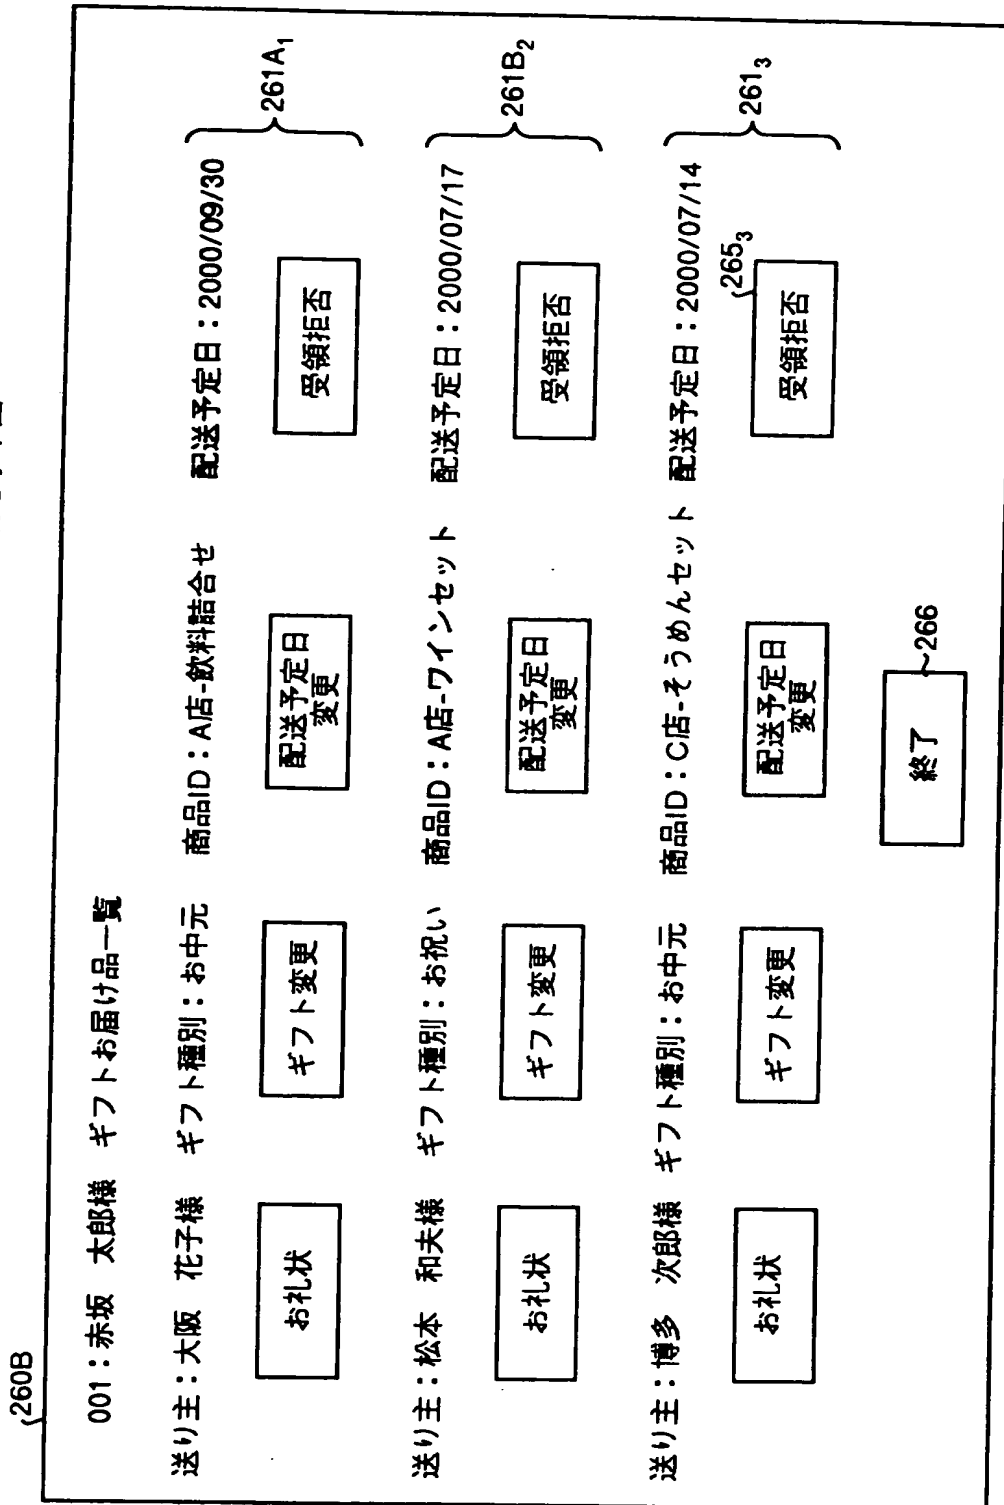 260B
001：赤坂　太郎様　ギフトお届け品一覧
送り主：大阪　花子様　ギフト種別：お中元　商品ID：A店-飲料詰合せ　配送予定日：2000/09/30
お礼状　ギフト変更　配送予定日変更　受領拒否　261A₁
送り主：松本　和夫様　ギフト種別：お祝い　商品ID：A店-ワインセット　配送予定日：2000/07/17
お礼状　ギフト変更　配送予定日変更　受領拒否　261B₂
送り主：博多　次郎様　ギフト種別：お中元　商品ID：C店-そうめんセット　配送予定日：2000/07/14
265₃
お礼状　ギフト変更　配送予定日変更　受領拒否　261₃
終了　266